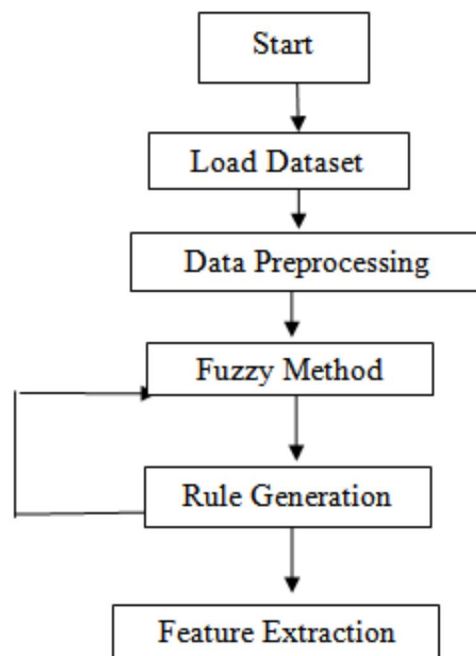 Start
Load Dataset
Data Preprocessing
Fuzzy Method
Rule Generation
Feature Extraction